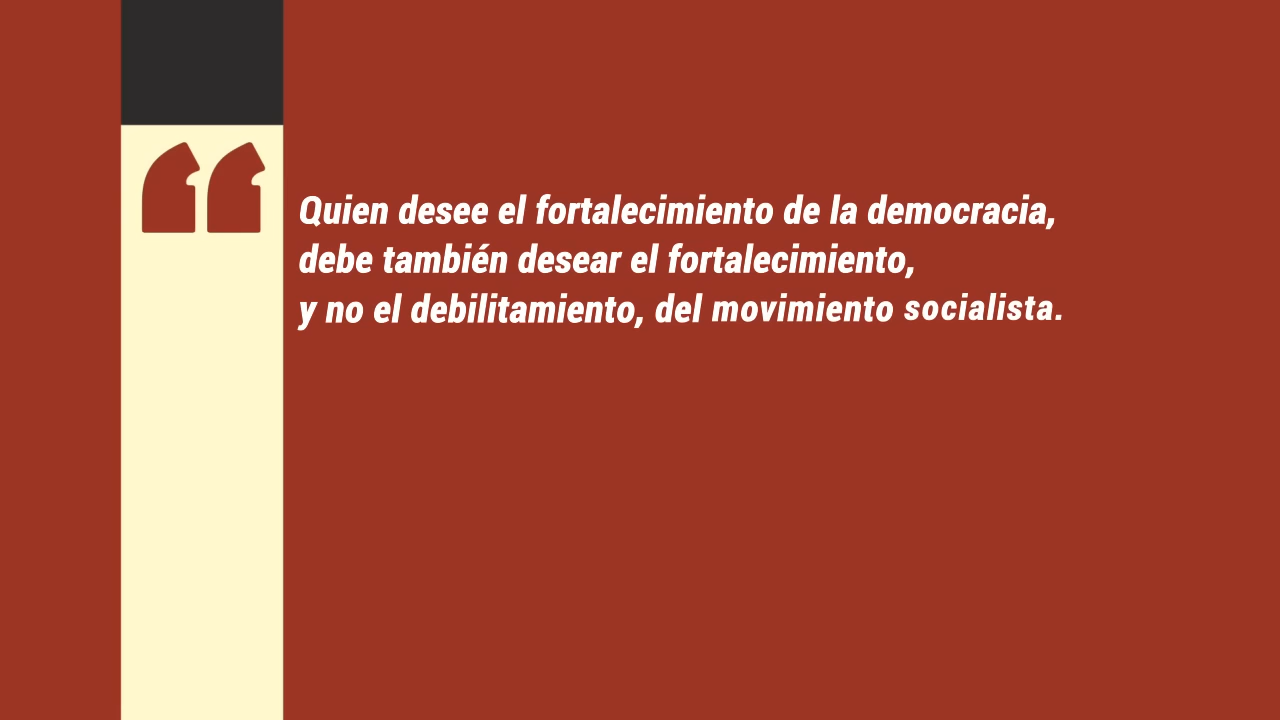 Quien desee el fortalecimiento de la democracia,
debe también desear el fortalecimiento,
y no el debilitamiento, del movimiento socialista.